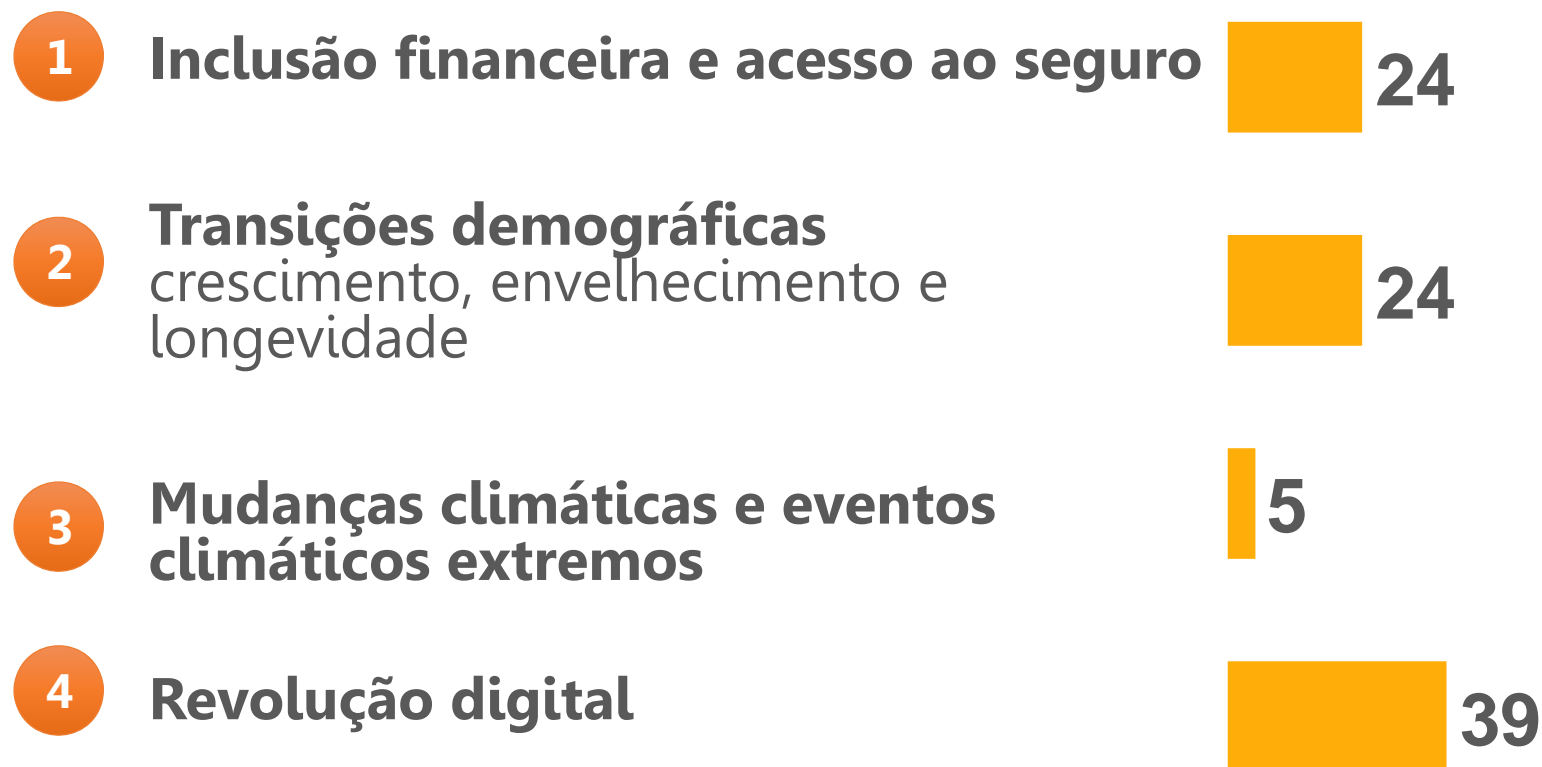 1 Inclusão financeira e acesso ao seguro 24
2 Transições demográficas
crescimento, envelhecimento e 24
longevidade
3 Mudanças climáticas e eventos 5
climáticos extremos
4 Revolução digital 39